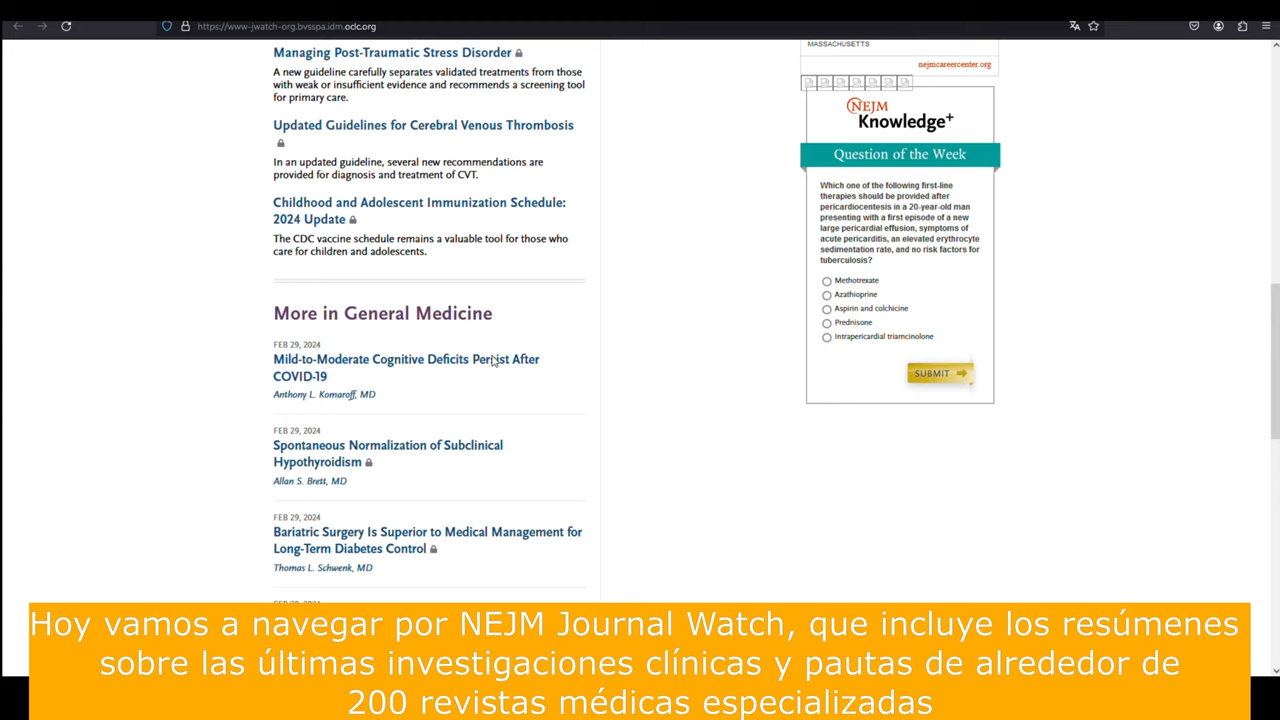 https://www-jwatch-org.bvsspa.idm.oclc.org
Managing Post-Traumatic Stress Disorder
A new guideline carefully separates validated treatments from those
with weak or insufficient evidence and recommends a screening tool
for primary care.
Updated Guidelines for Cerebral Venous Thrombosis
In an updated guideline, several new recommendations are
provided for diagnosis and treatment of CVT.
Childhood and Adolescent Immunization Schedule:
2024 Update
The CDC vaccine schedule remains a valuable tool for those who
care for children and adolescents.
More in General Medicine
FEB 29, 2024
Mild-to-Moderate Cognitive Deficits Persist After
COVID-19
Anthony L. Komaroff, MD
FEB 29, 2024
Spontaneous Normalization of Subclinical
Hypothyroidism
Allan S. Brett, MD
FEB 29, 2024
Bariatric Surgery Is Superior to Medical Management for
Long-Term Diabetes Control
Thomas L. Schwenk, MD
MASSACHUSETTS
nejmcareercenter.org
NEJM
Knowledge+
Question of the Week
Which one of the following first-line
therapies should be provided after
pericardiocentesis in a 20-year-old man
presenting with a first episode of a new
large pericardial effusion, symptoms of
acute pericarditis, an elevated erythrocyte
sedimentation rate, and no risk factors for
tuberculosis?
Methotrexate
Azathioprine
Aspirin and colchicine
Prednisone
Intrapericardial triamcinolone
SUBMIT
Hoy vamos a navegar por NEJM Journal Watch, que incluye los resúmenes
sobre las últimas investigaciones clínicas y pautas de alrededor de
200 revistas médicas especializadas